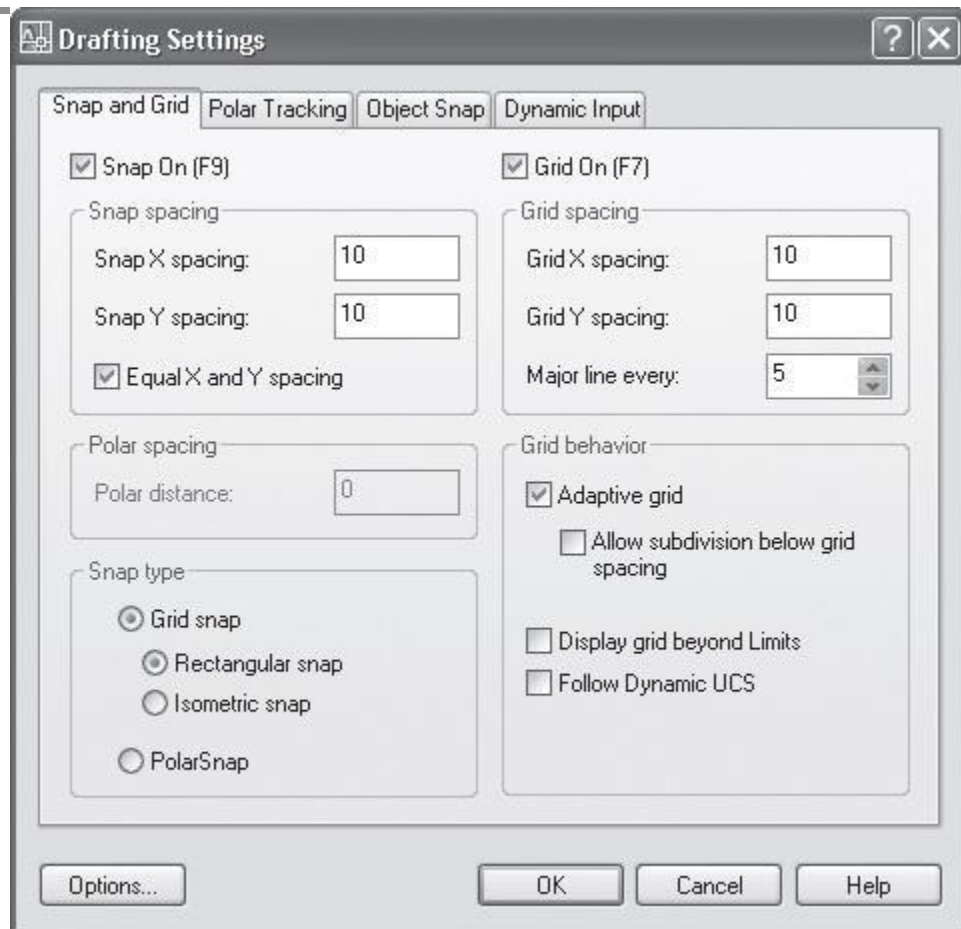 Drafting Settings
Snap and Grid
Polar Tracking
Object Snap
Dynamic Input
Snap On (F9)
Snap spacing
Snap X spacing: 10
Snap Y spacing: 10
Equal X and Y spacing
Polar spacing
Polar distance: 0
Snap type
Grid snap
Rectangular snap
Isometric snap
PolarSnap
Grid On (F7)
Grid spacing
Grid X spacing: 10
Grid Y spacing: 10
Major line every: 5
Grid behavior
Adaptive grid
Allow subdivision below grid
spacing
Display grid beyond Limits
Follow Dynamic UCS
Options...
OK
Cancel
Help